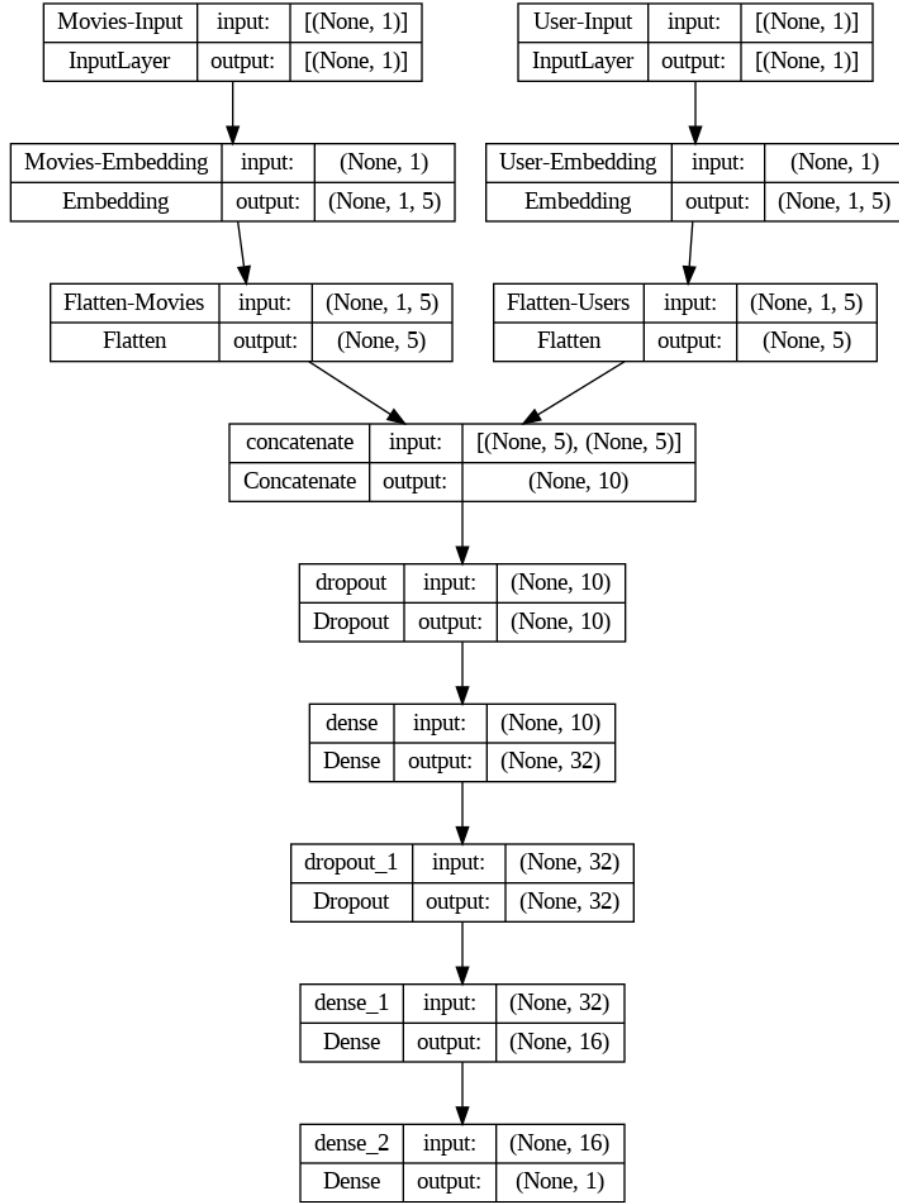 Movies-Input input: [(None, 1)]
InputLayer output: [(None, 1)]
User-Input input: [(None, 1)]
InputLayer output: [(None, 1)]
Movies-Embedding input: (None, 1)
Embedding output: (None, 1, 5)
User-Embedding input: (None, 1)
Embedding output: (None, 1, 5)
Flatten-Movies input: (None, 1, 5)
Flatten output: (None, 5)
Flatten-Users input: (None, 1, 5)
Flatten output: (None, 5)
concatenate input: [(None, 5), (None, 5)]
Concatenate output: (None, 10)
dropout input: (None, 10)
Dropout output: (None, 10)
dense input: (None, 10)
Dense output: (None, 32)
dropout_1 input: (None, 32)
Dropout output: (None, 32)
dense_1 input: (None, 32)
Dense output: (None, 16)
dense_2 input: (None, 16)
Dense output: (None, 1)